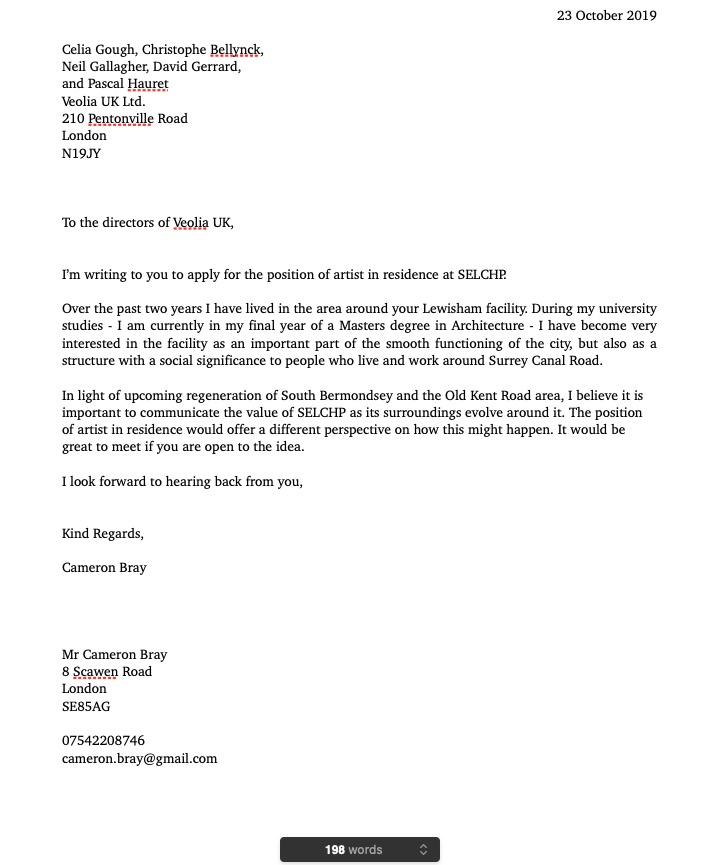 23 October 2019
Celia Gough, Christophe Bellynck,
Neil Gallagher, David Gerrard,
and Pascal Hauret
Veolia UK Ltd.
210 Pentonville Road
London
N19JY
To the directors of Veolia UK,
I'm writing to you to apply for the position of artist in residence at SELCHP.
Over the past two years I have lived in the area around your Lewisham facility. During my university
studies - I am currently in my final year of a Masters degree in Architecture - I have become very
interested in the facility as an important part of the smooth functioning of the city, but also as a
structure with a social significance to people who live and work around Surrey Canal Road.
In light of upcoming regeneration of South Bermondsey and the Old Kent Road area, I believe it is
important to communicate the value of SELCHP as its surroundings evolve around it. The position
of artist in residence would offer a different perspective on how this might happen. It would be
great to meet if you are open to the idea.
I look forward to hearing back from you,
Kind Regards,
Cameron Bray
Mr Cameron Bray
8 Scawen Road
London
SE85AG
07542208746
cameron.bray@gmail.com
198 words